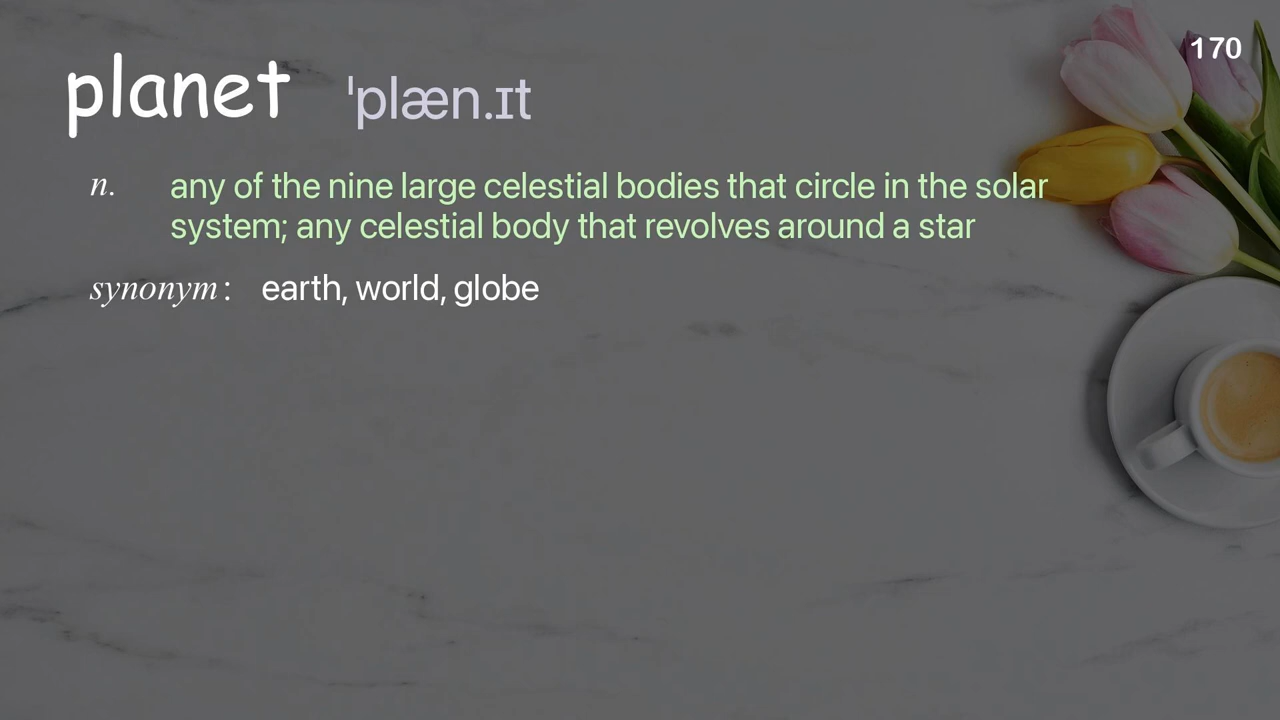 170
planet ˈplæn.ɪt
n. any of the nine large celestial bodies that circle in the solar
system; any celestial body that revolves around a star
synonym: earth, world, globe